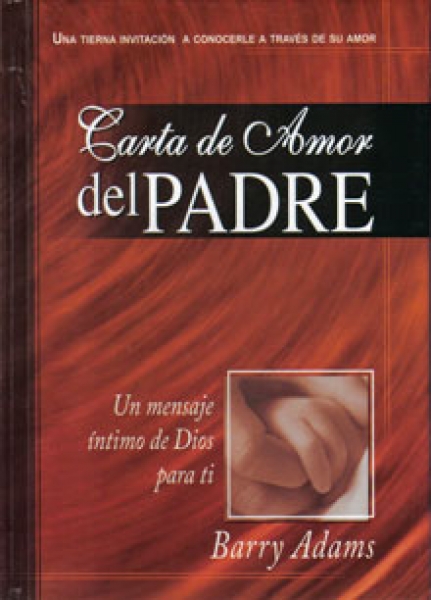 UNA TIERNA INVITACIÓN A CONOCERLE A TRAVÉS DE SU AMOR
Carta de Amor
del PADRE
Un mensaje
íntimo de Dios
para ti
Barry Adams